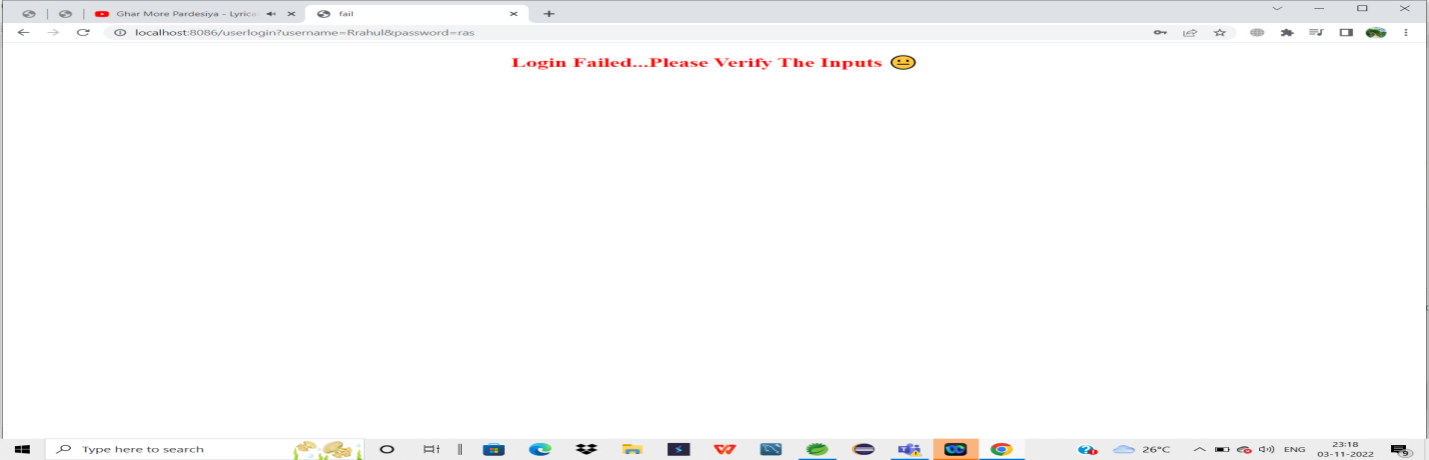 Ghar More Pardesiya - Lyrica
fail
localhost:8086/userlogin?username=Rrahul&password=ras
Login Failed...Please Verify The Inputs 😐
Type here to search
26°C
ENG
23:18
03-11-2022
9